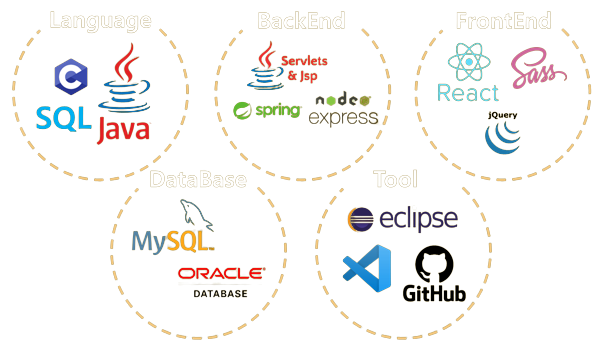 Language
BackEnd
FrontEnd
C
SQL
Java
Servlets
& Jsp
spring
node
express
React
Sass
jQuery
DataBase
Tool
MySQL™
ORACLE®
DATABASE
eclipse
GitHub